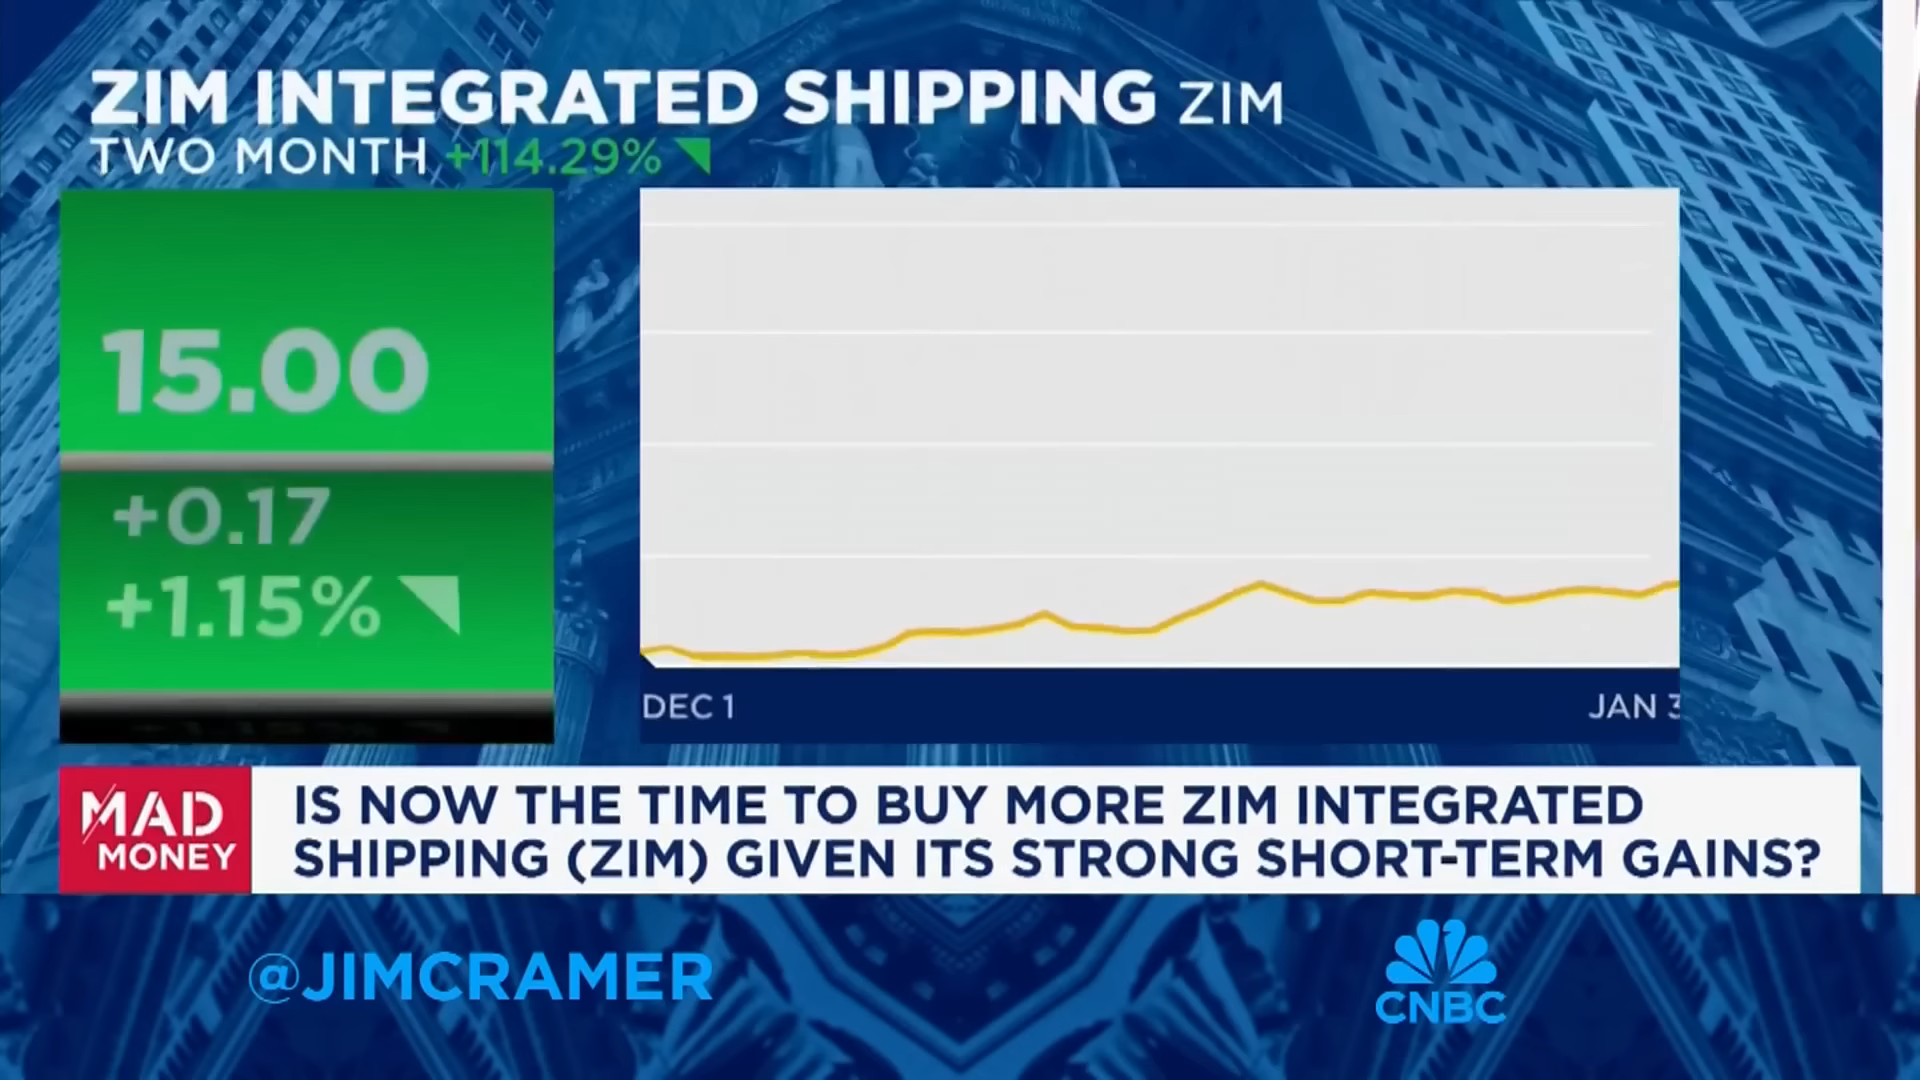 ZIM INTEGRATED SHIPPING ZIM
TWO MONTH +114.29%
15.00
+0.17
+1.15%
DEC 1
JAN 3
MAD
MONEY
IS NOW THE TIME TO BUY MORE ZIM INTEGRATED
SHIPPING (ZIM) GIVEN ITS STRONG SHORT-TERM GAINS?
@JIMCRAMER
CNBC